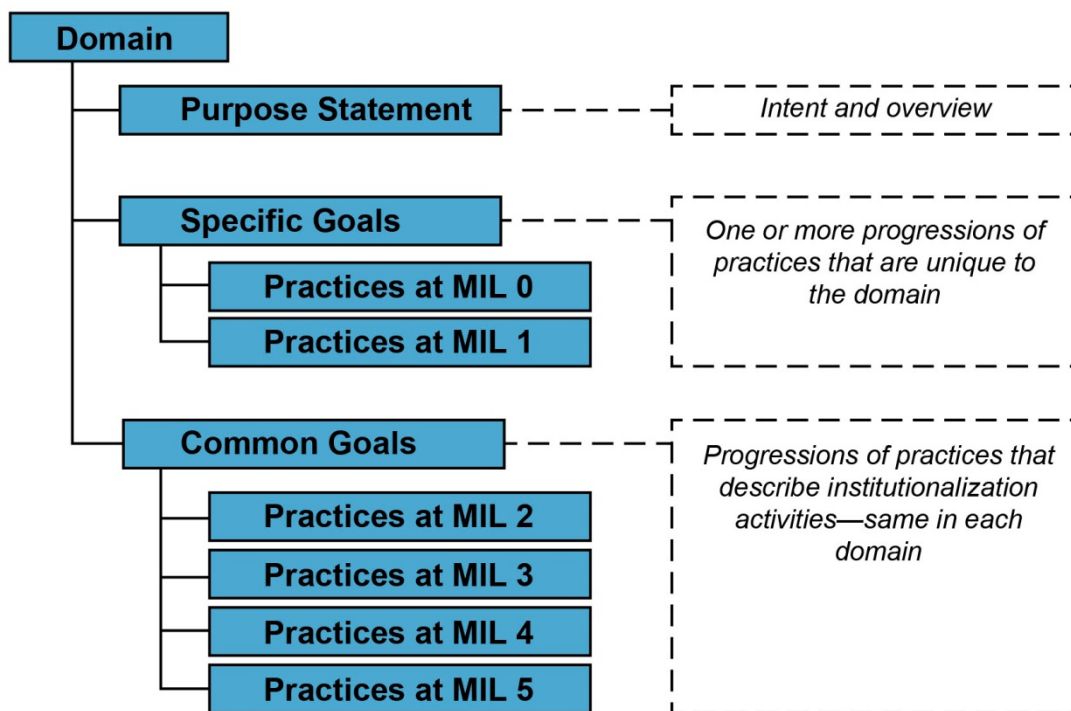 Domain
Purpose Statement
Intent and overview
Specific Goals
One or more progressions of
practices that are unique to
the domain
Practices at MIL 0
Practices at MIL 1
Common Goals
Progressions of practices that
describe institutionalization
activities—same in each
domain
Practices at MIL 2
Practices at MIL 3
Practices at MIL 4
Practices at MIL 5